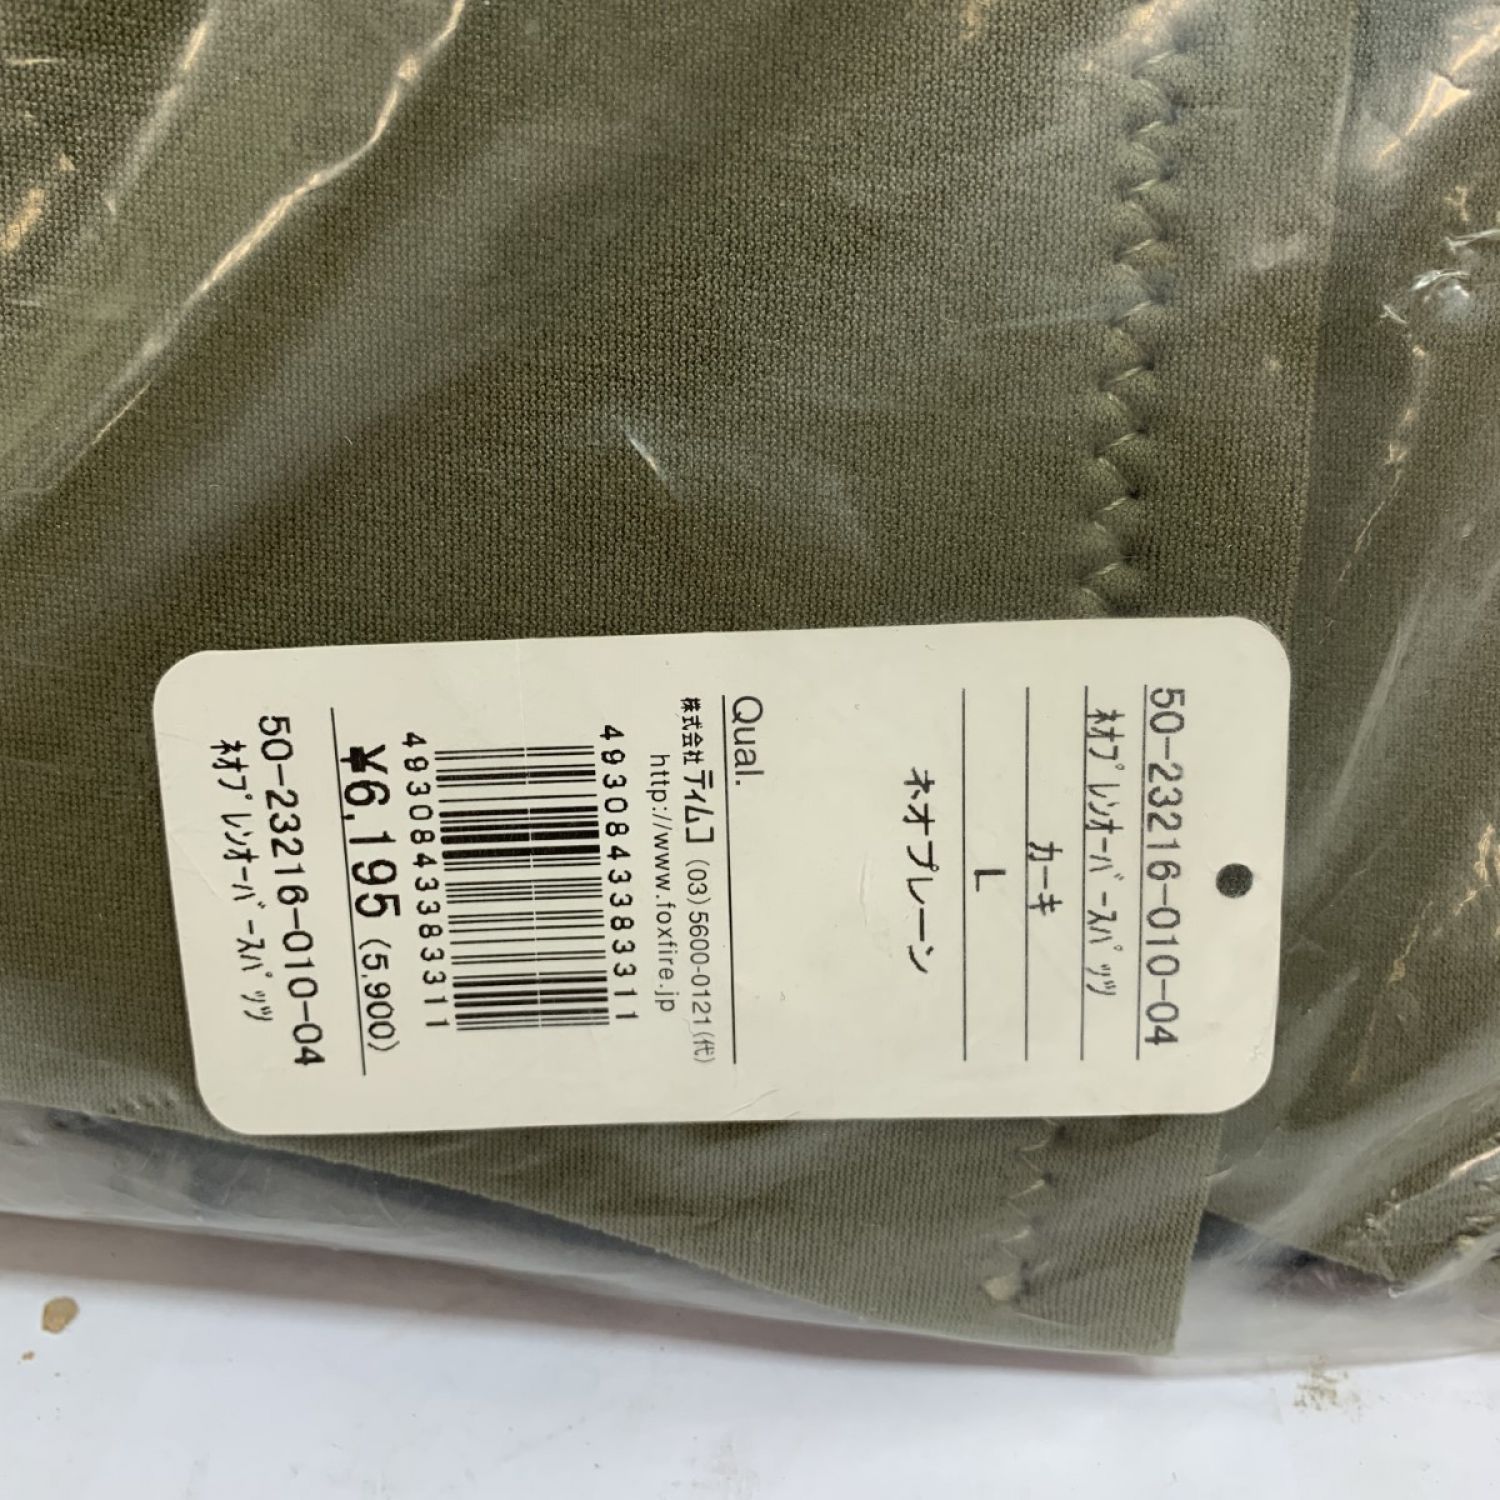 50-23216-010-04
ﾈｵﾌﾟﾚﾝｵｰﾊﾞｰｽﾊﾟｯﾂ
カーキ
L
ネオプレーン
Qual.
株式会社 ティムコ (03)5600-0121(代)
http://www.foxfire.jp
4930843383311
4930843383311
¥6,195 (5,900)
50-23216-010-04
ﾈｵﾌﾟﾚﾝｵｰﾊﾞｰｽﾊﾟｯﾂ